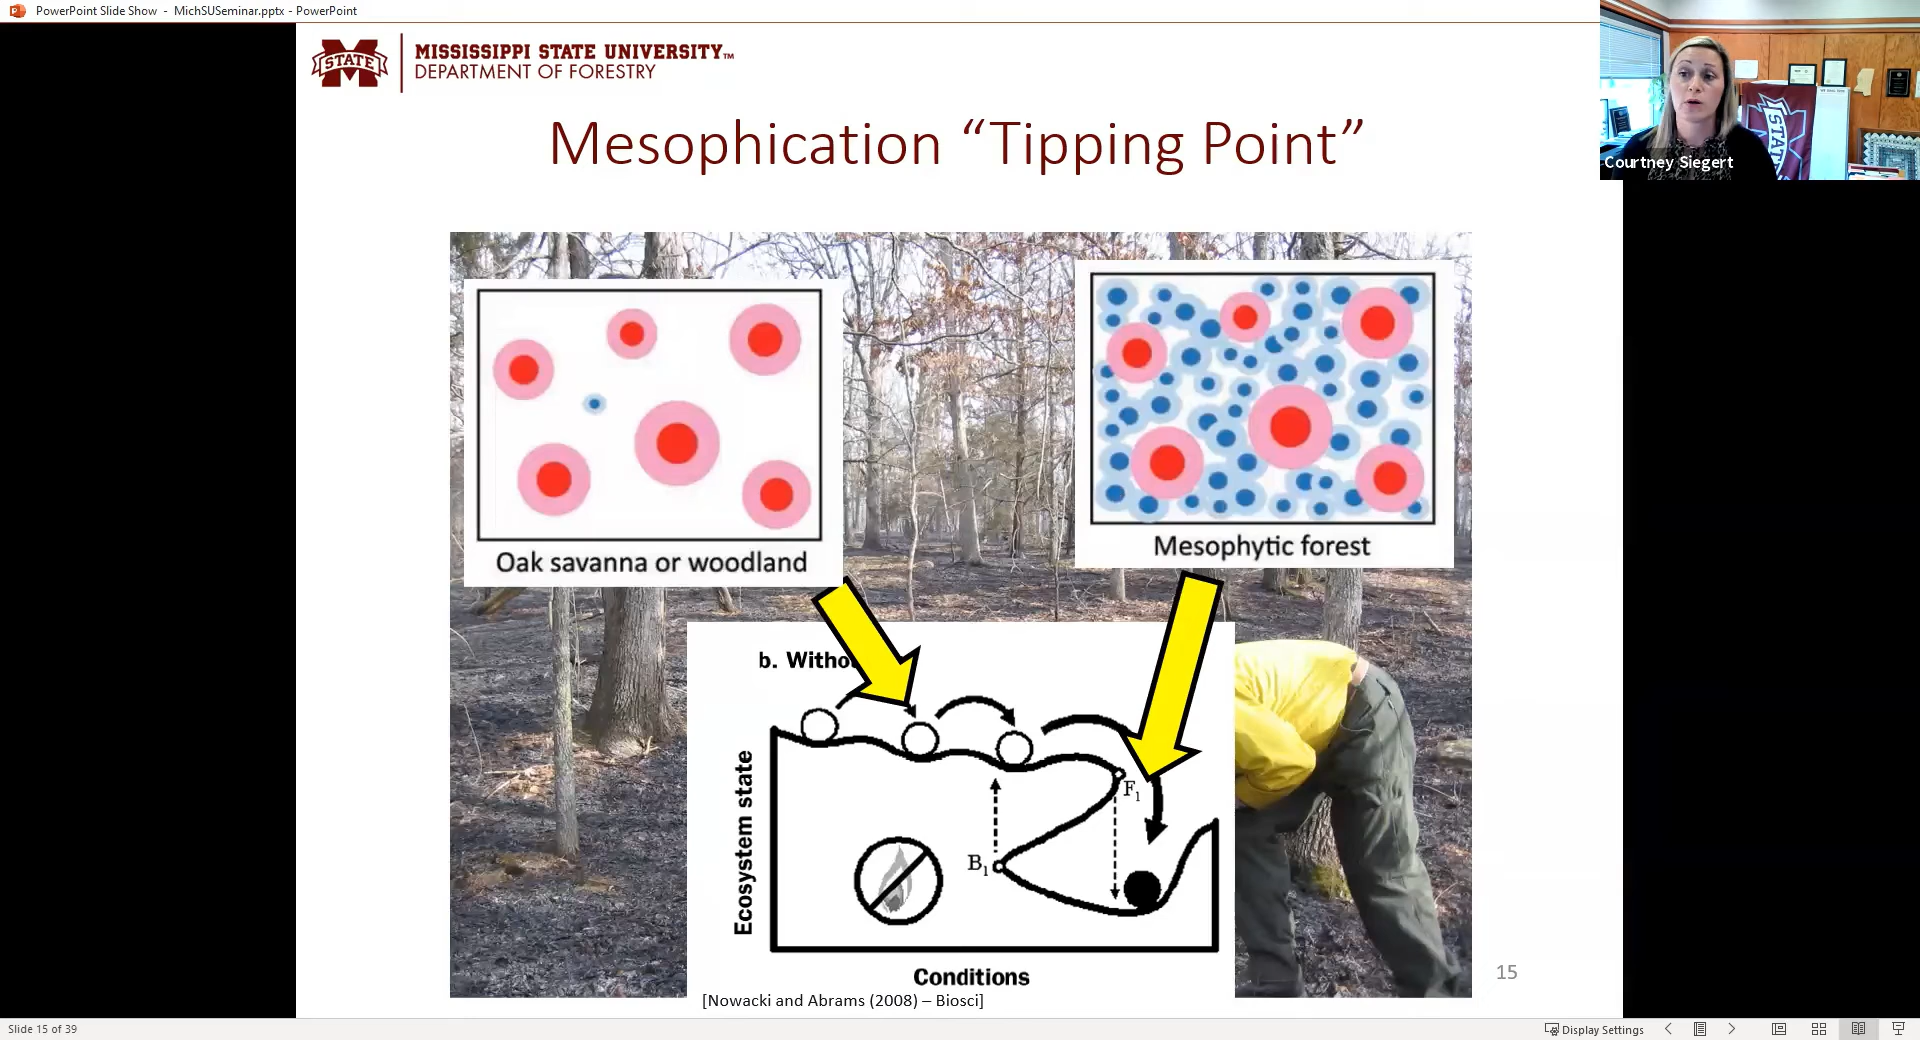 PowerPoint Slide Show - MichSUSeminar.pptx - PowerPoint
STATE
MISSISSIPPI STATE UNIVERSITY™
DEPARTMENT OF FORESTRY
Courtney Siegert
STATE
Mesophication “Tipping Point”
Oak savanna or woodland
Mesophytic forest
b. Witho
Ecosystem state
F1
B1
Conditions
[Nowacki and Abrams (2008) – Biosci]
15
Slide 15 of 39
Display Settings